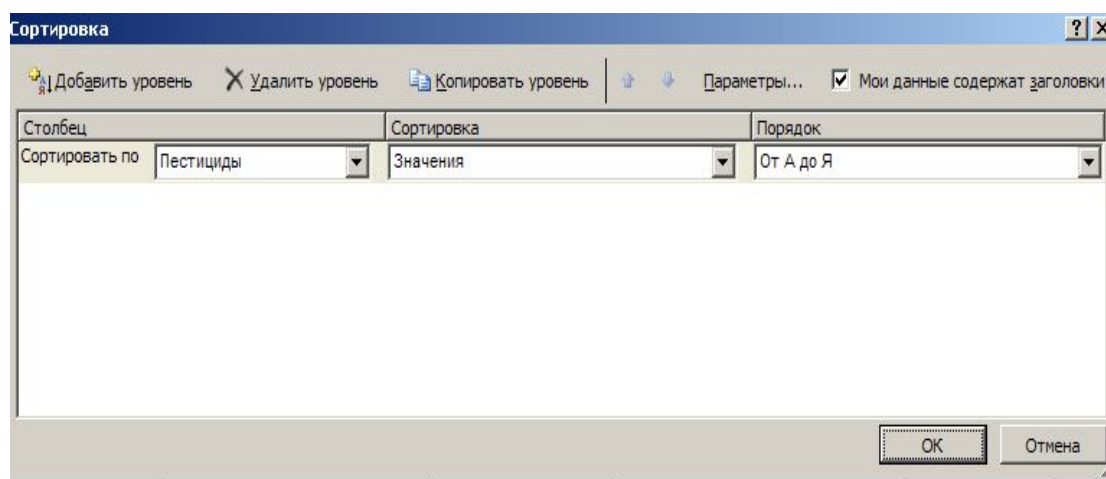 Сортировка
Добавить уровень Удалить уровень Копировать уровень Параметры... Мои данные содержат заголовки
Столбец Сортировка Порядок
Сортировать по Пестициды Значения От А до Я
ОК Отмена